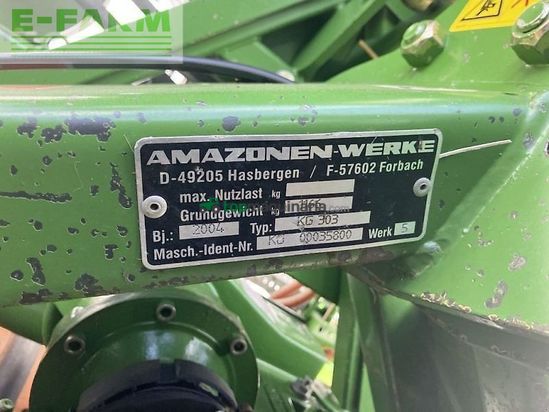 E-FARM
AMAZONEN-WERKE
D-49205 Hasbergen / F-57602 Forbach
max. Nutzlast kg
Grundgewicht kg
Bj.: 2004 Typ: KG 303
Masch.-Ident-Nr. KG 00035800 Werk 5